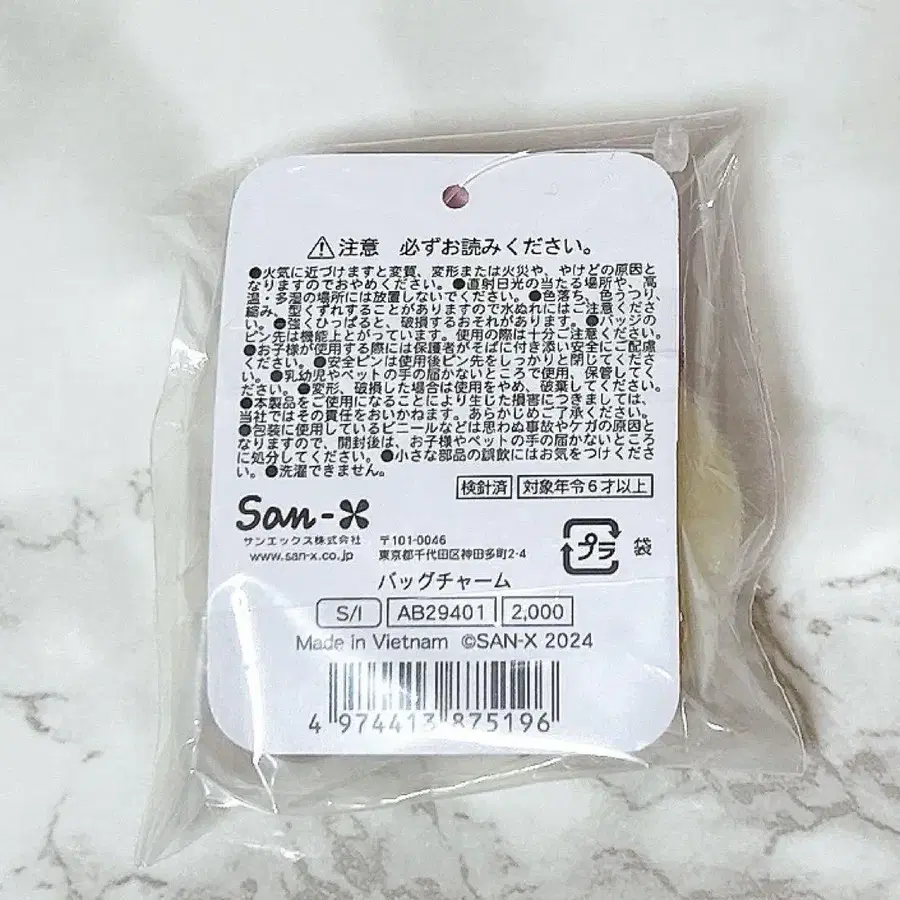 ⚠注意 必ずお読みください。
●火気に近づけますと変質、変形または火災や、やけどの原因と
なりますのでおやめください。●直射日光の当たる場所や、高
温・多湿の場所には放置しないでください。●色落ち、色うつり、
縮み、型くずれすることがありますので水ぬれにはご注意くださ
い。●強くひっぱると、破損するおそれがあります。●バッジの
ピン先は機能上とがっています。使用の際は十分ご注意ください。
●お子様が使用する際には保護者がそばに付き添い安全にご配慮
ください。●安全ピンは使用後ピン先をしっかりと閉じてくださ
い。●乳幼児やペットの手の届かないところで使用、保管してく
ださい。●変形、破損した場合は使用をやめ、破棄してください。
●本製品をご使用になることにより生じた損害につきましては、
当社ではその責任をおいかねます。あらかじめご了承ください。
●包装に使用しているビニールなどは思わぬ事故やケガの原因と
なりますので、開封後は、お子様やペットの手の届かないところ
に処分してください。●小さな部品の誤飲にはお気をつけくださ
い。●洗濯できません。
検針済 対象年令6才以上
San-X
サンエックス株式会社 〒101-0046
www.san-x.co.jp 東京都千代田区神田多町2-4
プラ 袋
バッグチャーム
S/I AB29401 2,000
Made in Vietnam ©SAN-X 2024
4 974413 875196